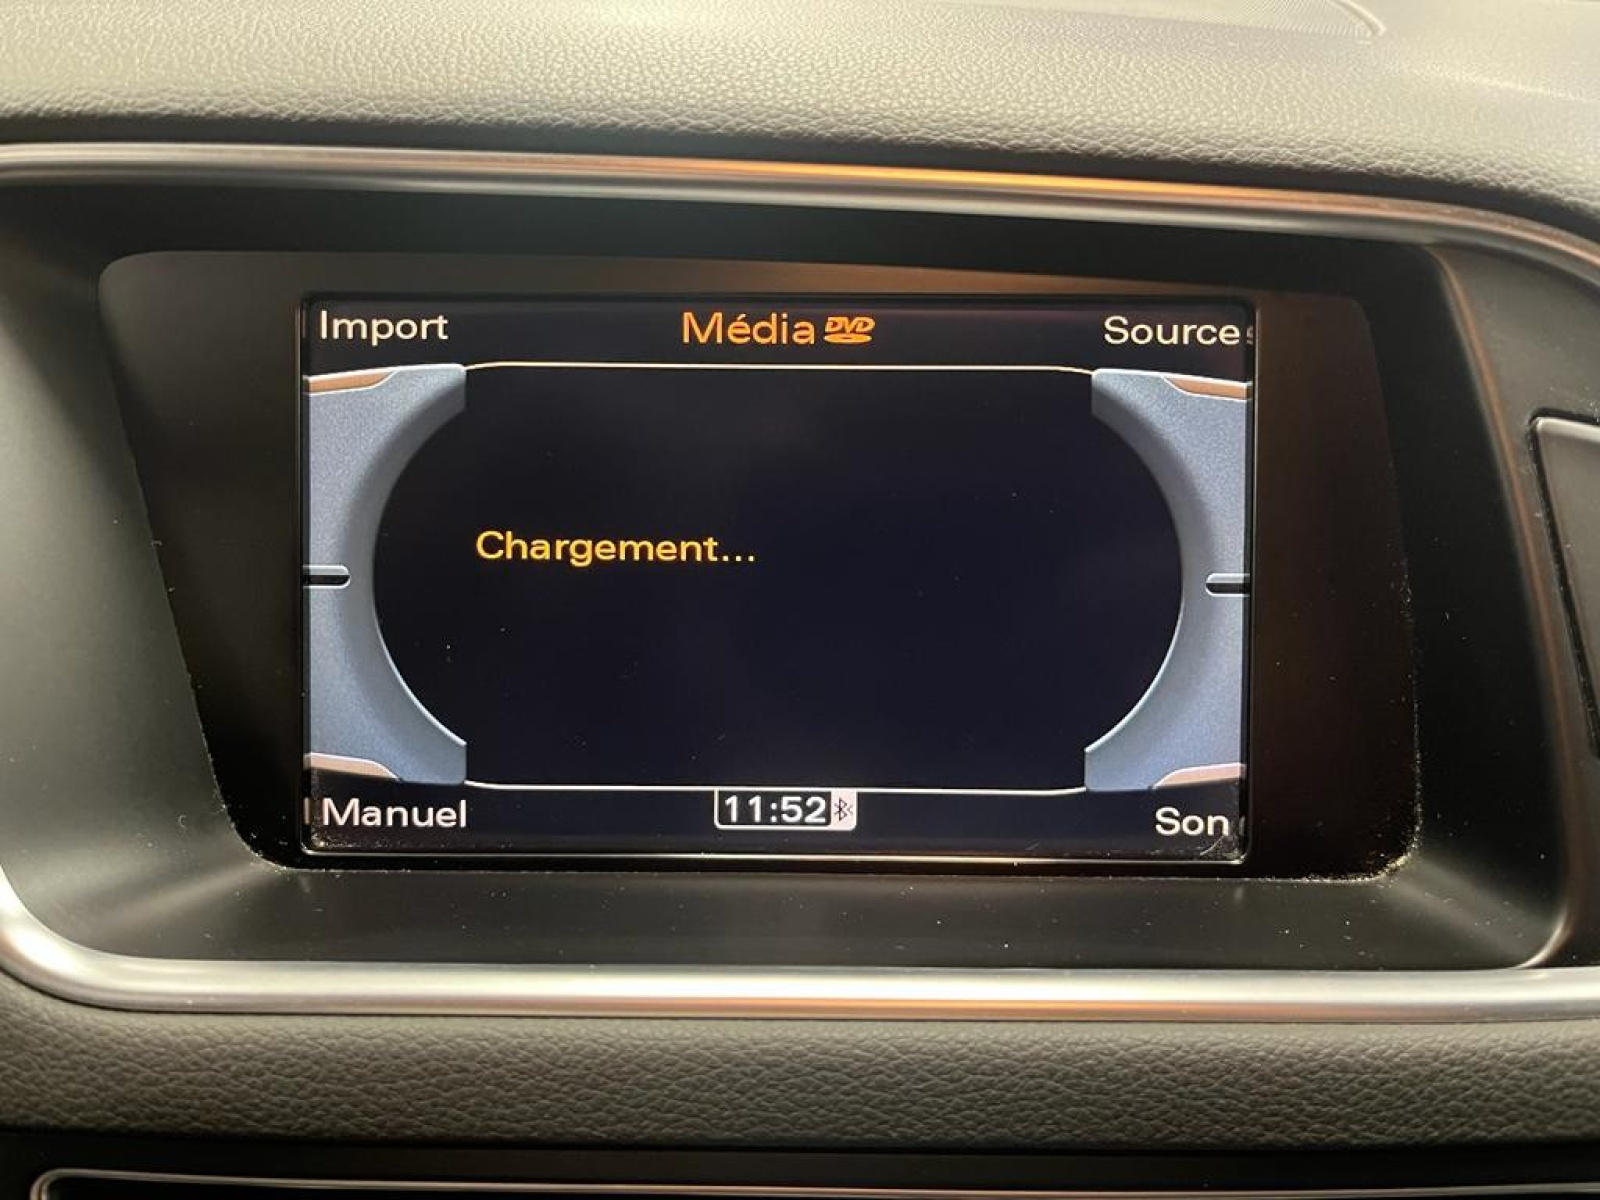 Import
Média DVD
Source
Chargement...
Manuel
11:52
Son